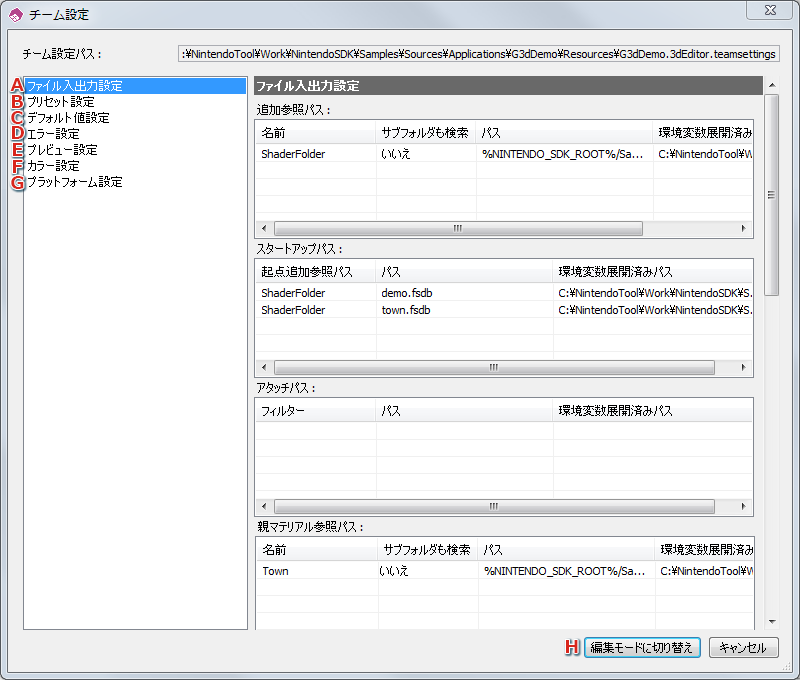 チーム設定
チーム設定パス：
:¥NintendoTool¥Work¥NintendoSDK¥Samples¥Sources¥Applications¥G3dDemo¥Resources¥G3dDemo.3dEditor.teamsettings
A ファイル入出力設定
B プリセット設定
C デフォルト値設定
D エラー設定
E プレビュー設定
F カラー設定
G プラットフォーム設定
ファイル入出力設定
追加参照パス：
名前 サブフォルダも検索 パス 環境変数展開済み
ShaderFolder いいえ %NINTENDO_SDK_ROOT%/Sa... C:¥NintendoTool¥W
スタートアップパス：
起点追加参照パス パス 環境変数展開済みパス
ShaderFolder demo.fsdb C:¥NintendoTool¥Work¥NintendoSDK¥S.
ShaderFolder town.fsdb C:¥NintendoTool¥Work¥NintendoSDK¥S.
アタッチパス：
フィルター パス 環境変数展開済みパス
親マテリアル参照パス：
名前 サブフォルダも検索 パス 環境変数展開済み
Town いいえ %NINTENDO_SDK_ROOT%/Sa... C:¥NintendoTool¥W
H 編集モードに切り替え キャンセル